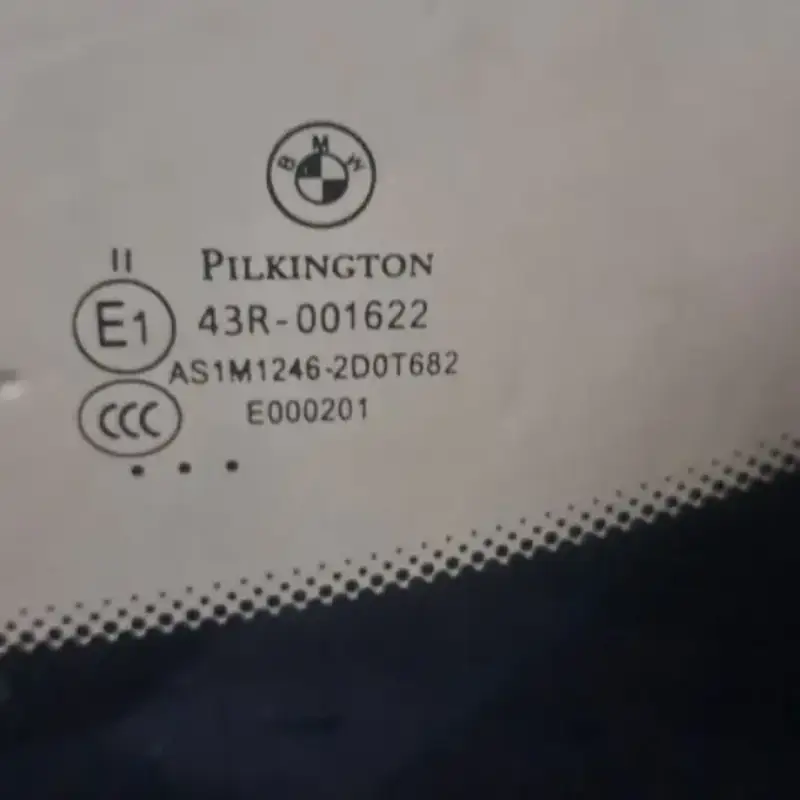 BMW
PILKINGTON
II
E1
43R-001622
AS1M1246-2D0T682
CCC
E000201